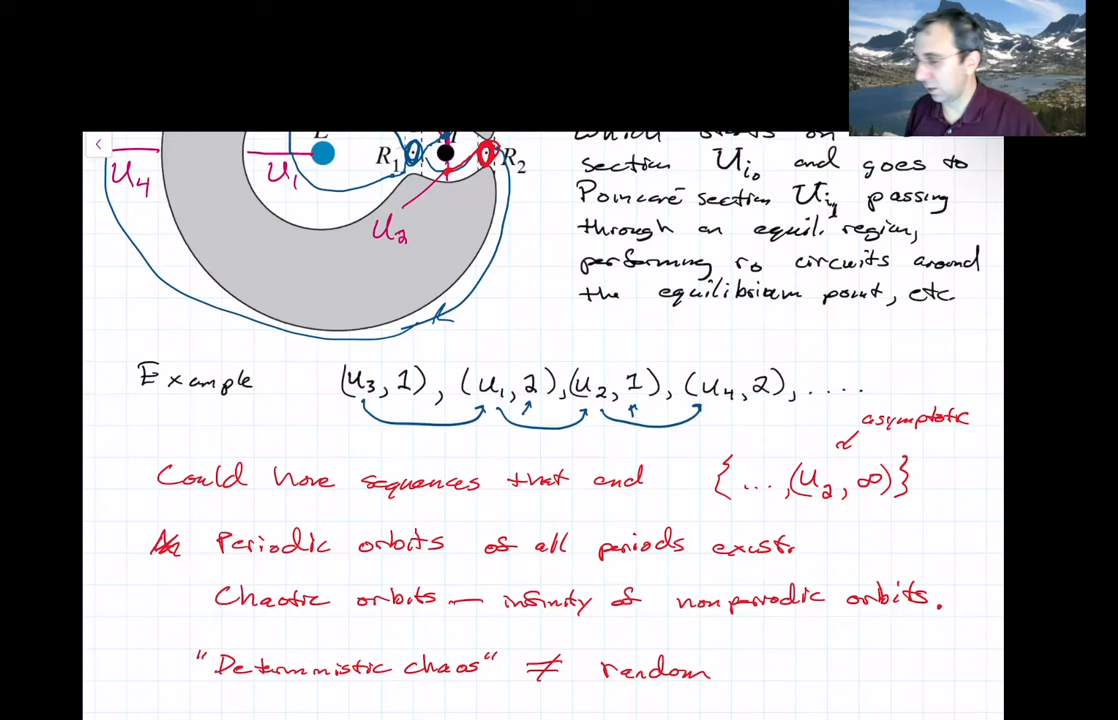 which starts on
U4
U1
R1
R2
U2
section Ui0 and goes to
Poincaré section Ui1 passing
through an equil. region,
performing r0 circuits around
the equilibrium point, etc.
Example (u3, 1), (u1, 2), (u2, 1), (u4, 2), ....
asymptotic
Could have sequences that end { ..., (U2, ∞)}
Periodic orbits of all periods exist.
Chaotic orbits — infinity of nonperiodic orbits.
"Deterministic chaos" ≠ random